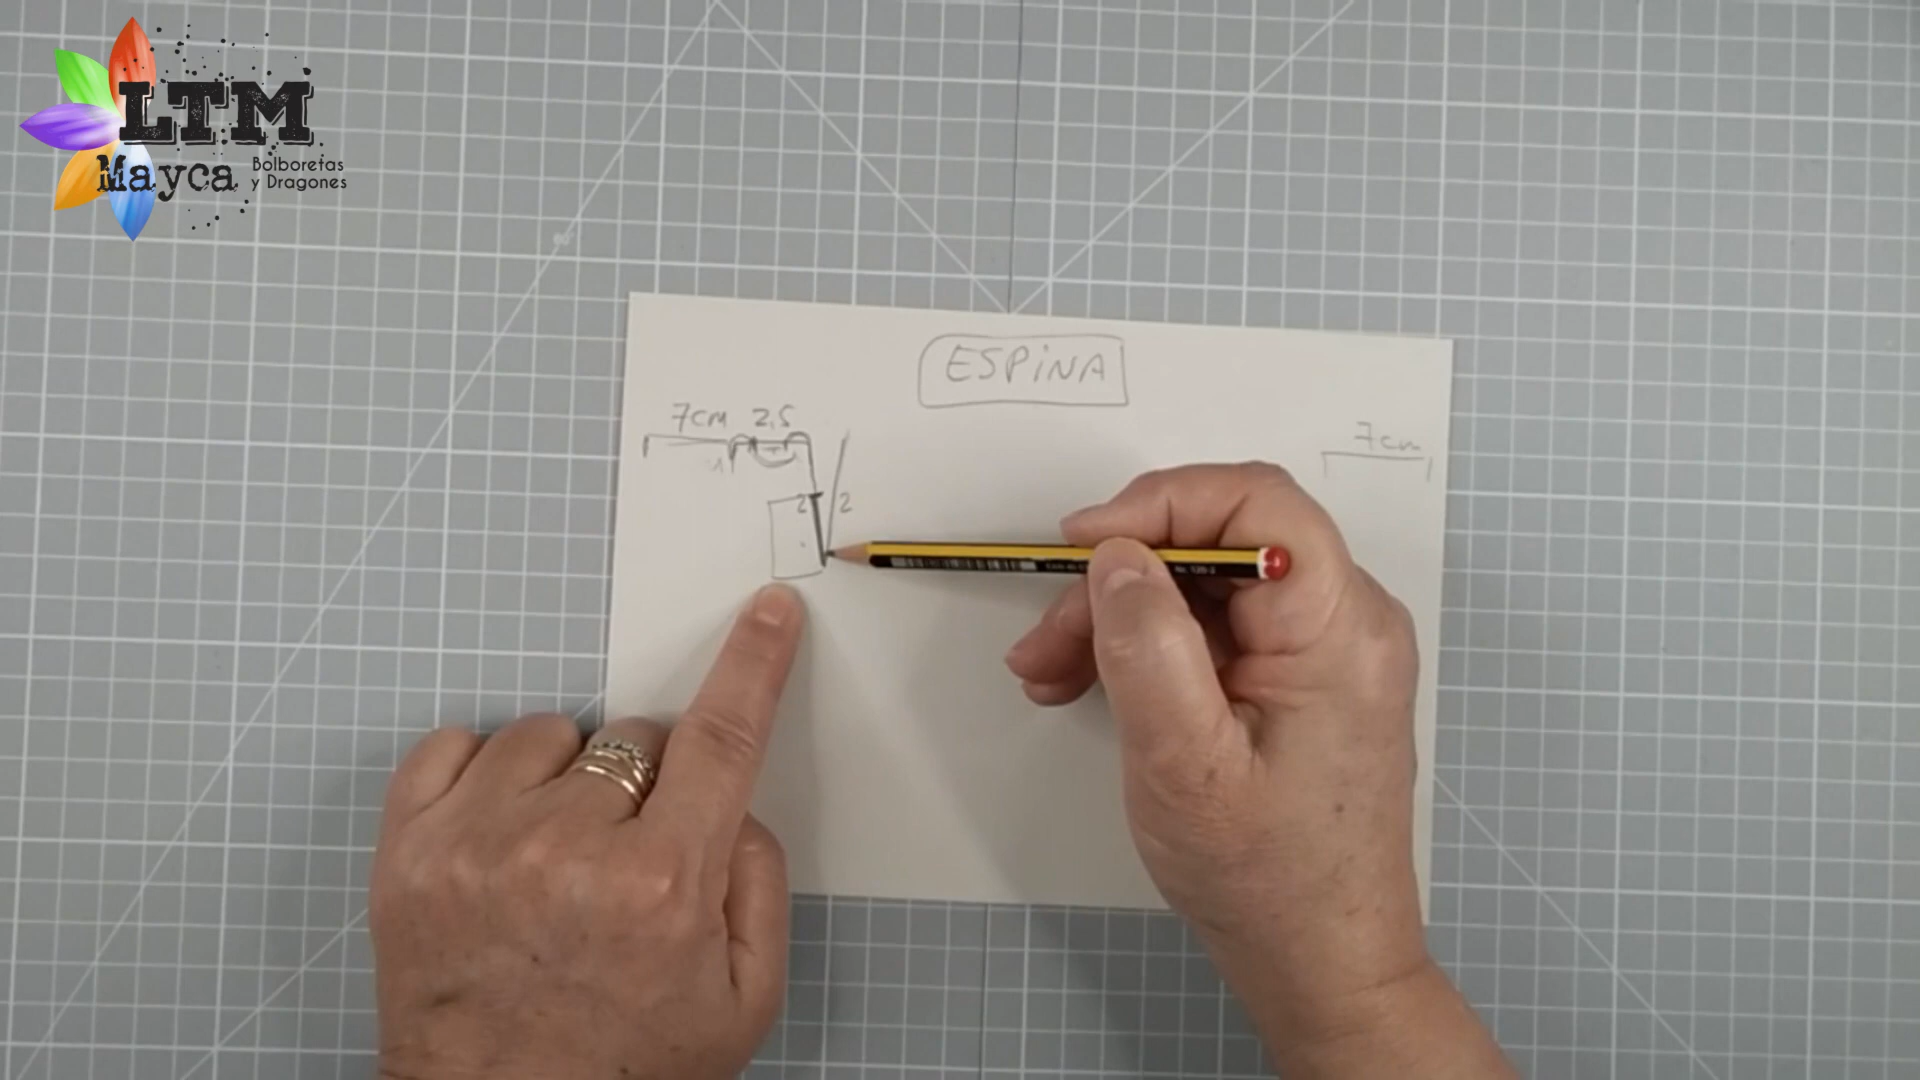 LTM
Mayca
Bolboretas
y Dragones
ESPiNA
7cm 2,5
7cm
2 2